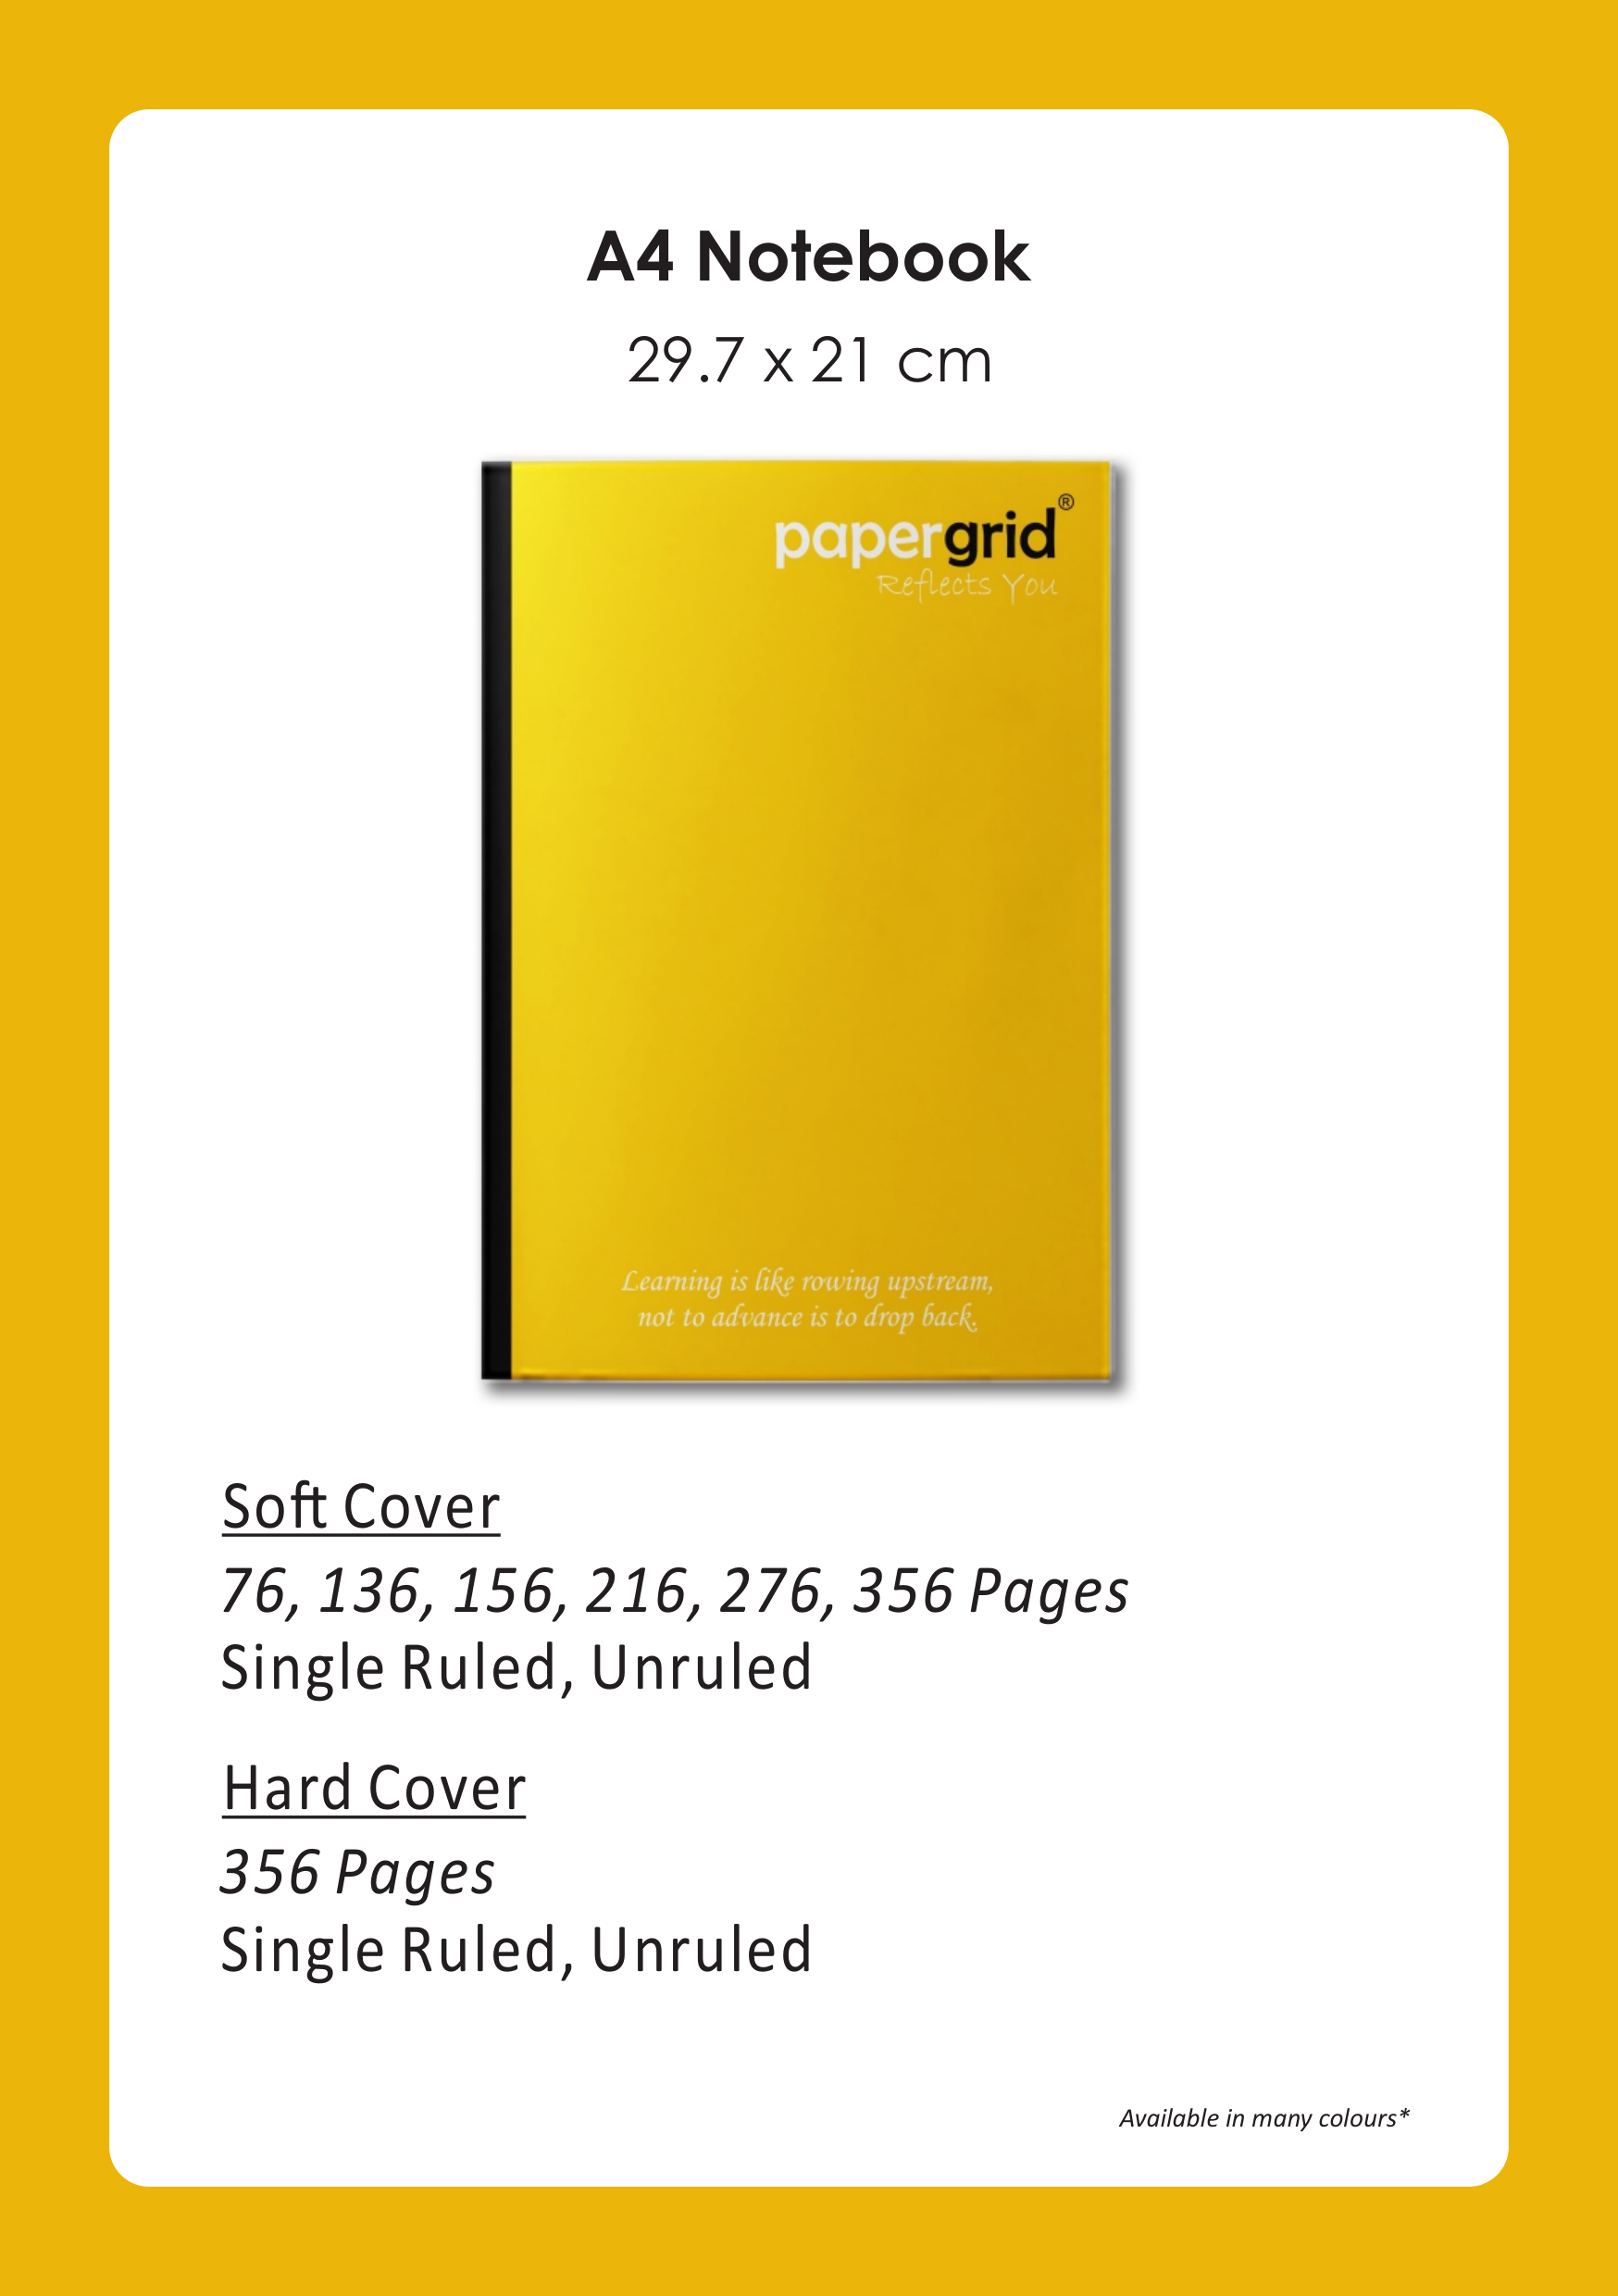 A4 Notebook
29.7 x 21 cm
papergrid®
Reflects You
Learning is like rowing upstream,
not to advance is to drop back.
Soft Cover
76, 136, 156, 216, 276, 356 Pages
Single Ruled, Unruled
Hard Cover
356 Pages
Single Ruled, Unruled
Available in many colours*